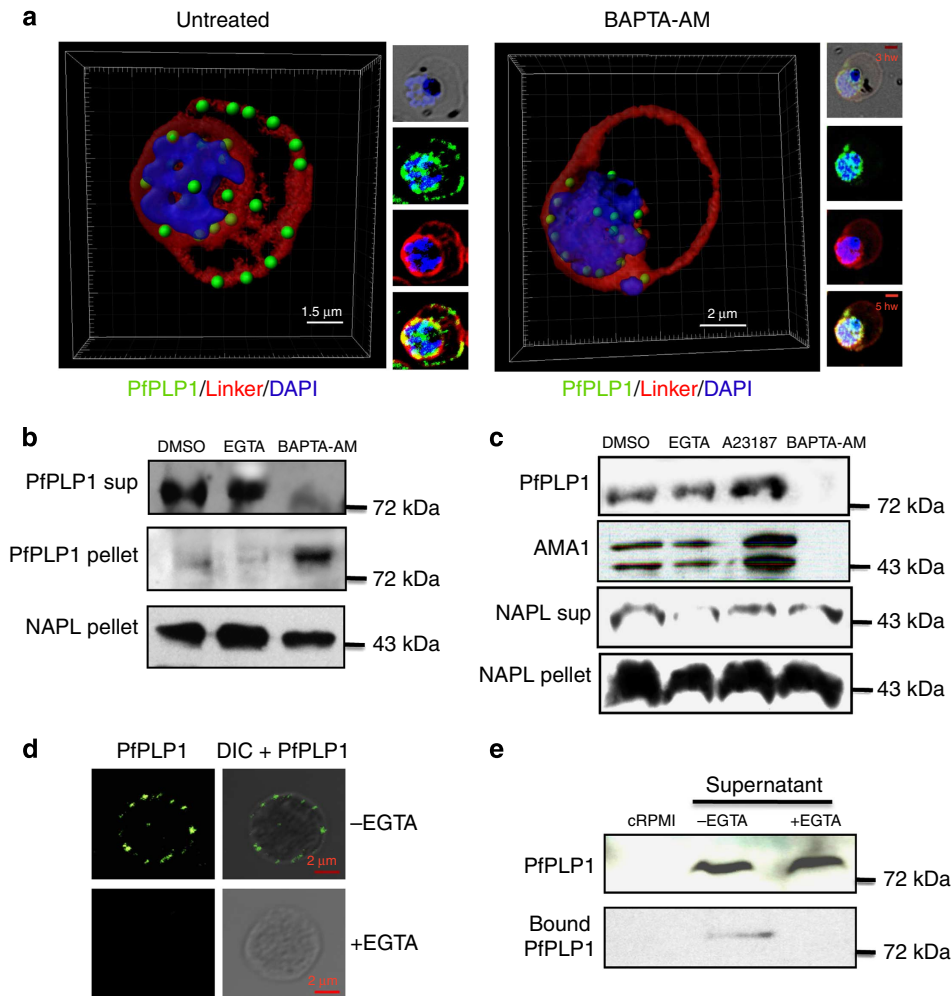 a
Untreated
BAPTA-AM
1.5 μm
2 μm
3 hw
5 hw
PfPLP1/Linker/DAPI
PfPLP1/Linker/DAPI
b
DMSO EGTA BAPTA-AM
PfPLP1 sup
72 kDa
PfPLP1 pellet
72 kDa
NAPL pellet
43 kDa
c
DMSO EGTA A23187 BAPTA-AM
PfPLP1
72 kDa
AMA1
43 kDa
NAPL sup
43 kDa
NAPL pellet
43 kDa
d
PfPLP1
DIC + PfPLP1
–EGTA
2 μm
+EGTA
2 μm
e
Supernatant
cRPMI –EGTA +EGTA
PfPLP1
72 kDa
Bound
PfPLP1
72 kDa